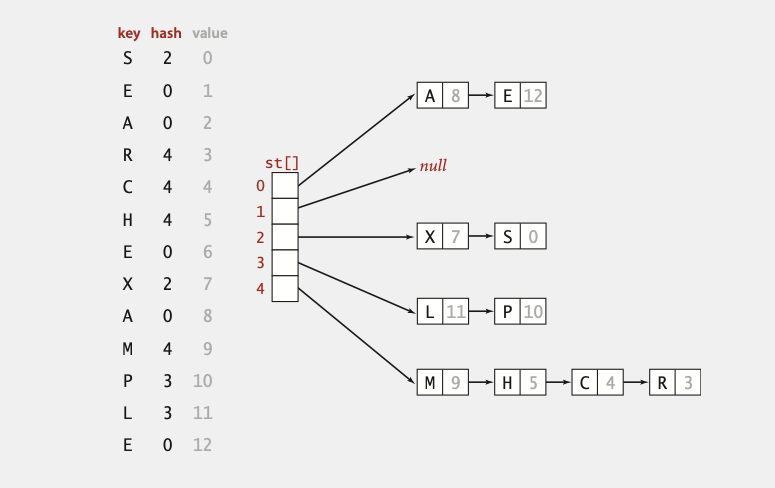 key hash value
S 2 0
E 0 1
A 0 2
R 4 3
C 4 4
H 4 5
E 0 6
X 2 7
A 0 8
M 4 9
P 3 10
L 3 11
E 0 12
st[]
0
1
2
3
4
A 8 E 12
null
X 7 S 0
L 11 P 10
M 9 H 5 C 4 R 3